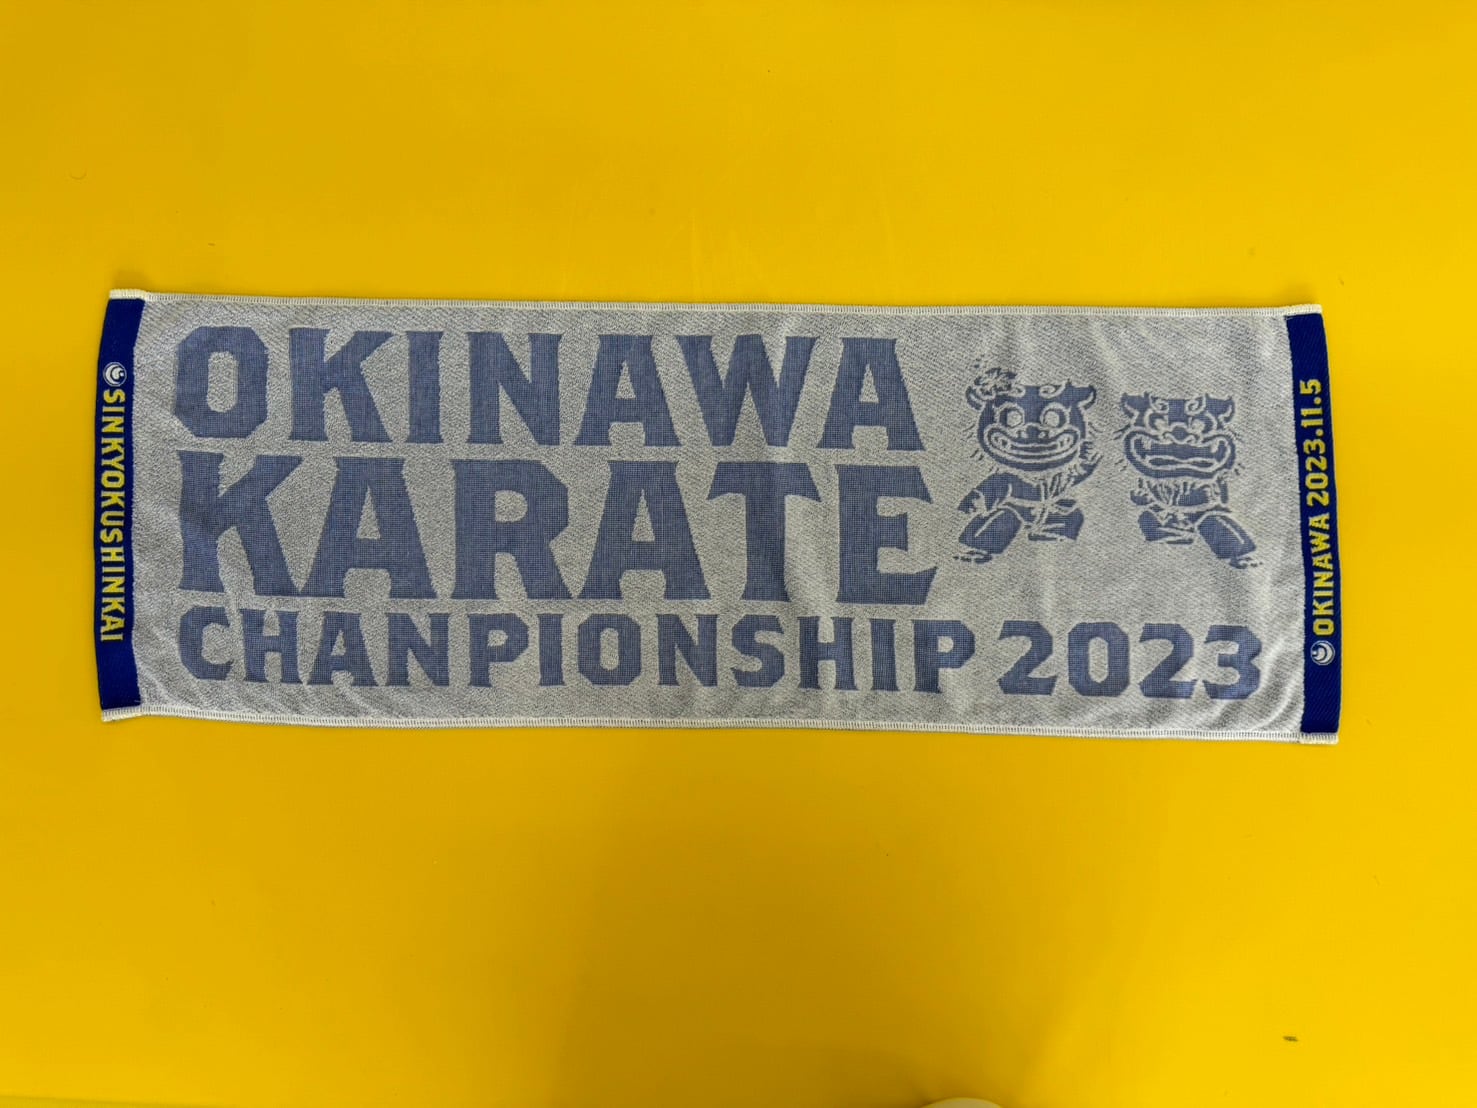 OKINAWA
KARATE
CHANPIONSHIP 2023
SINKYOKUSHINKAI
OKINAWA 2023.11.5